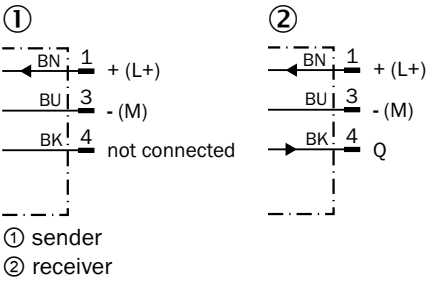 ① ②
BN 1 + (L+)
BU 3 - (M)
BK 4 not connected
BN 1 + (L+)
BU 3 - (M)
BK 4 Q
① sender
② receiver